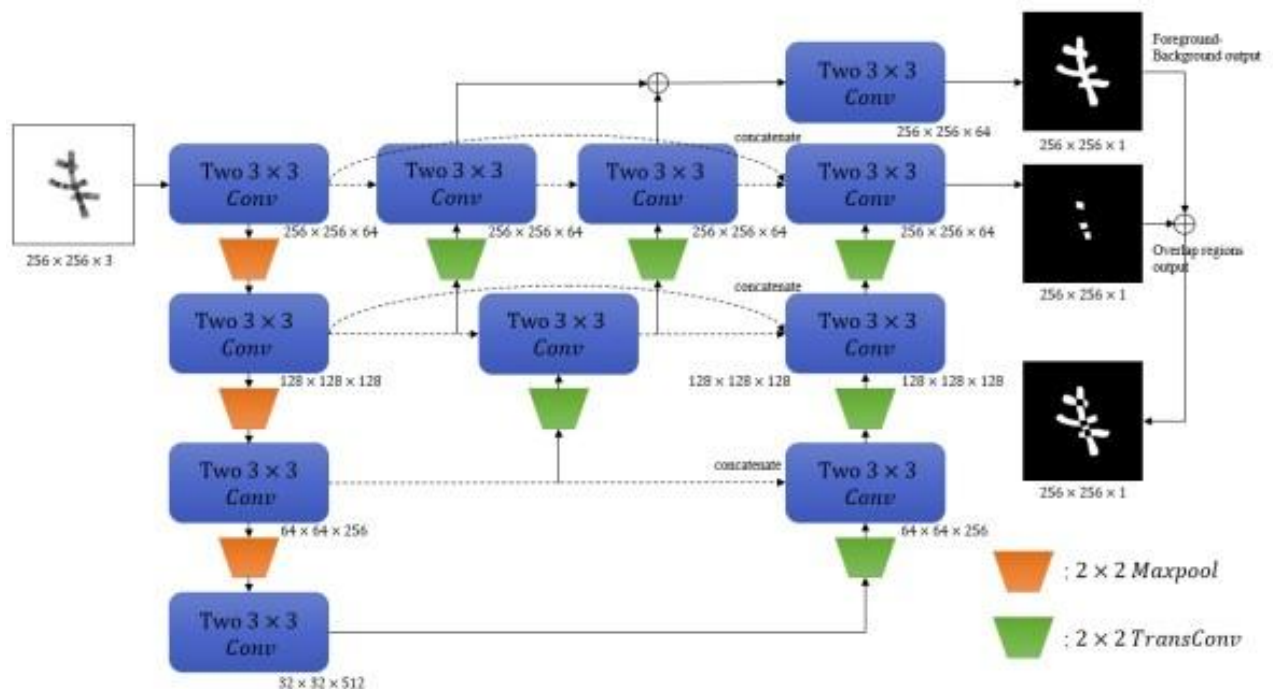 Two 3 × 3
Conv
256 × 256 × 64
Foreground-
Background output
256 × 256 × 1
concatenate
256 × 256 × 3
Two 3 × 3
Conv
256 × 256 × 64
Two 3 × 3
Conv
256 × 256 × 64
Two 3 × 3
Conv
256 × 256 × 64
Two 3 × 3
Conv
256 × 256 × 64
Overlap regions
output
256 × 256 × 1
concatenate
Two 3 × 3
Conv
128 × 128 × 128
Two 3 × 3
Conv
128 × 128 × 128
Two 3 × 3
Conv
128 × 128 × 128
concatenate
Two 3 × 3
Conv
64 × 64 × 256
Two 3 × 3
Conv
64 × 64 × 256
256 × 256 × 1
: 2 × 2 Maxpool
Two 3 × 3
Conv
32 × 32 × 512
: 2 × 2 TransConv